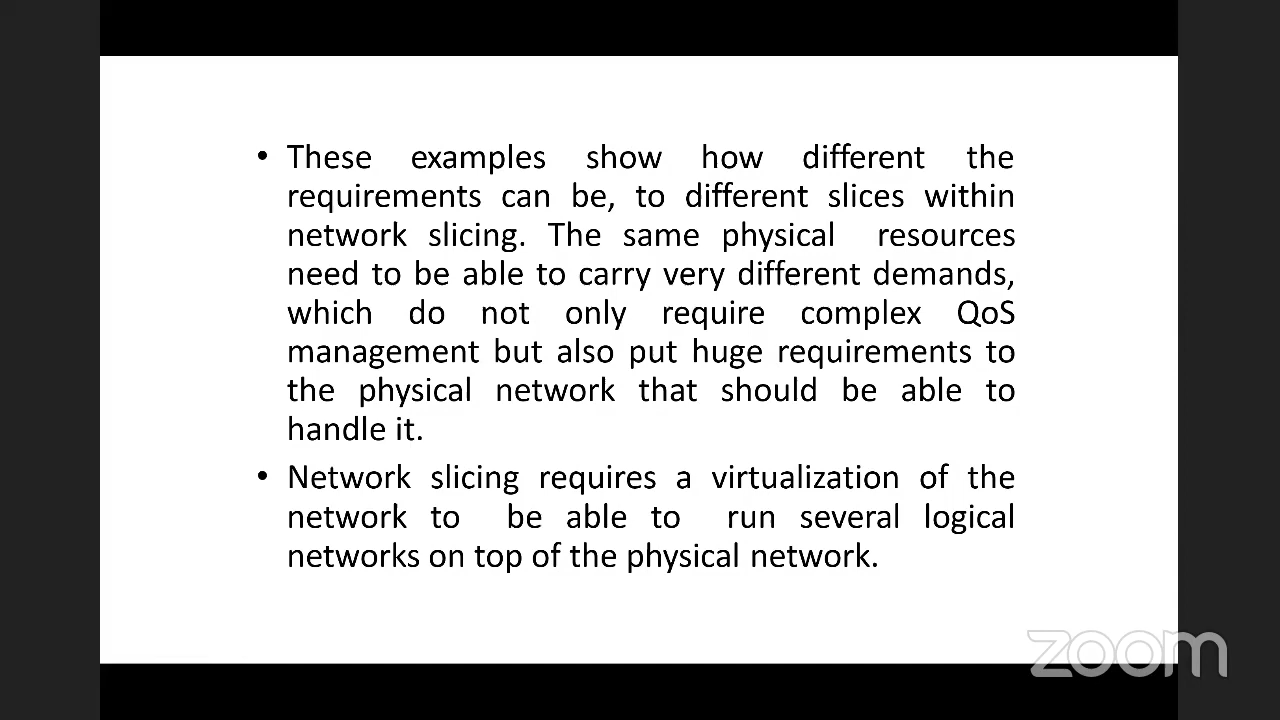 • These examples show how different the
requirements can be, to different slices within
network slicing. The same physical resources
need to be able to carry very different demands,
which do not only require complex QoS
management but also put huge requirements to
the physical network that should be able to
handle it.
• Network slicing requires a virtualization of the
network to be able to run several logical
networks on top of the physical network.
zoom